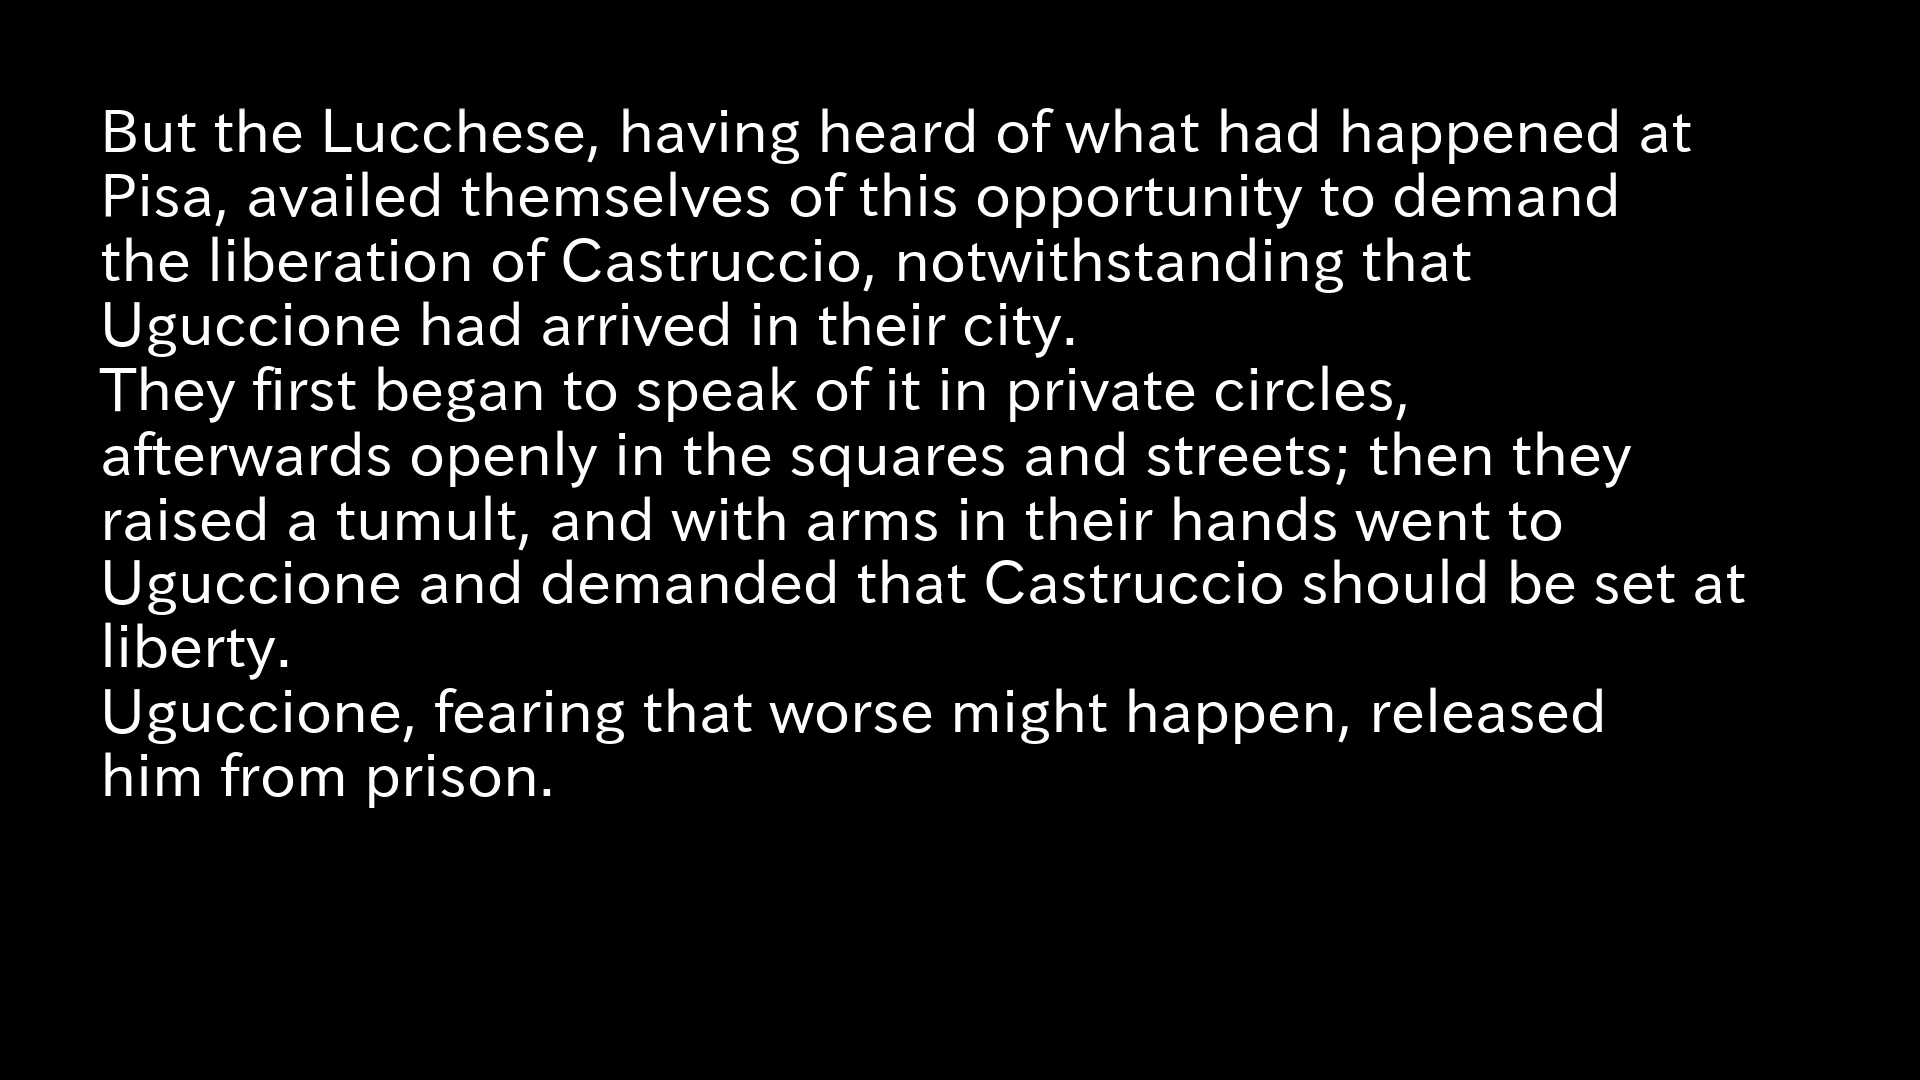 But the Lucchese, having heard of what had happened at
Pisa, availed themselves of this opportunity to demand
the liberation of Castruccio, notwithstanding that
Uguccione had arrived in their city.
They first began to speak of it in private circles,
afterwards openly in the squares and streets; then they
raised a tumult, and with arms in their hands went to
Uguccione and demanded that Castruccio should be set at
liberty.
Uguccione, fearing that worse might happen, released
him from prison.